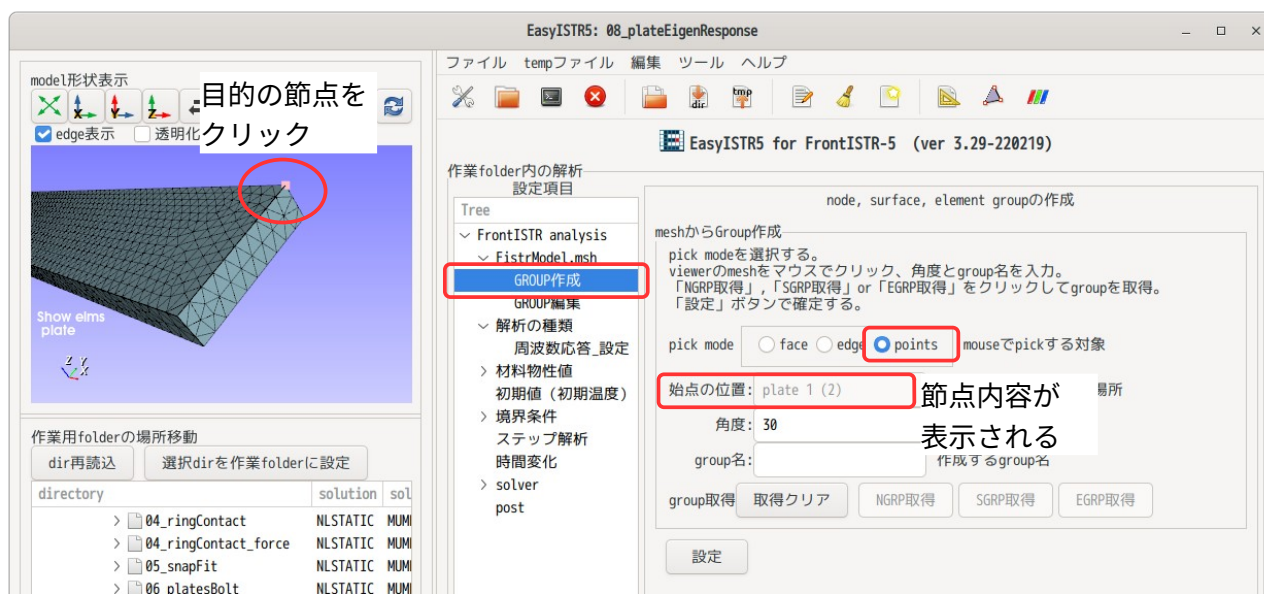 EasyISTR5: 08_plateEigenResponse
model形状表示
目的の節点を
クリック
edge表示 透明化
Show elms
plate
作業用folderの場所移動
dir再読込 選択dirを作業folderに設定
directory solution sol
04_ringContact NLSTATIC MUM
04_ringContact_force NLSTATIC MUM
05_snapFit NLSTATIC MUM
06_platesBolt NLSTATIC MUM
ファイル tempファイル 編集 ツール ヘルプ
EasyISTR5 for FrontISTR-5 (ver 3.29-220219)
作業folder内の解析
設定項目
Tree
FrontISTR analysis
FistrModel.msh
GROUP作成
GROUP編集
解析の種類
周波数応答_設定
材料物性値
初期値（初期温度）
境界条件
ステップ解析
時間変化
solver
post
node, surface, element groupの作成
meshからGroup作成
pick modeを選択する。
viewerのmeshをマウスでクリック、角度とgroup名を入力。
「NGRP取得」,「SGRP取得」or「EGRP取得」をクリックしてgroupを取得。
「設定」ボタンで確定する。
pick mode face edge points mouseでpickする対象
始点の位置: plate 1 (2) 場所
節点内容が
表示される
角度: 30
group名: 作成するgroup名
group取得 取得クリア NGRP取得 SGRP取得 EGRP取得
設定